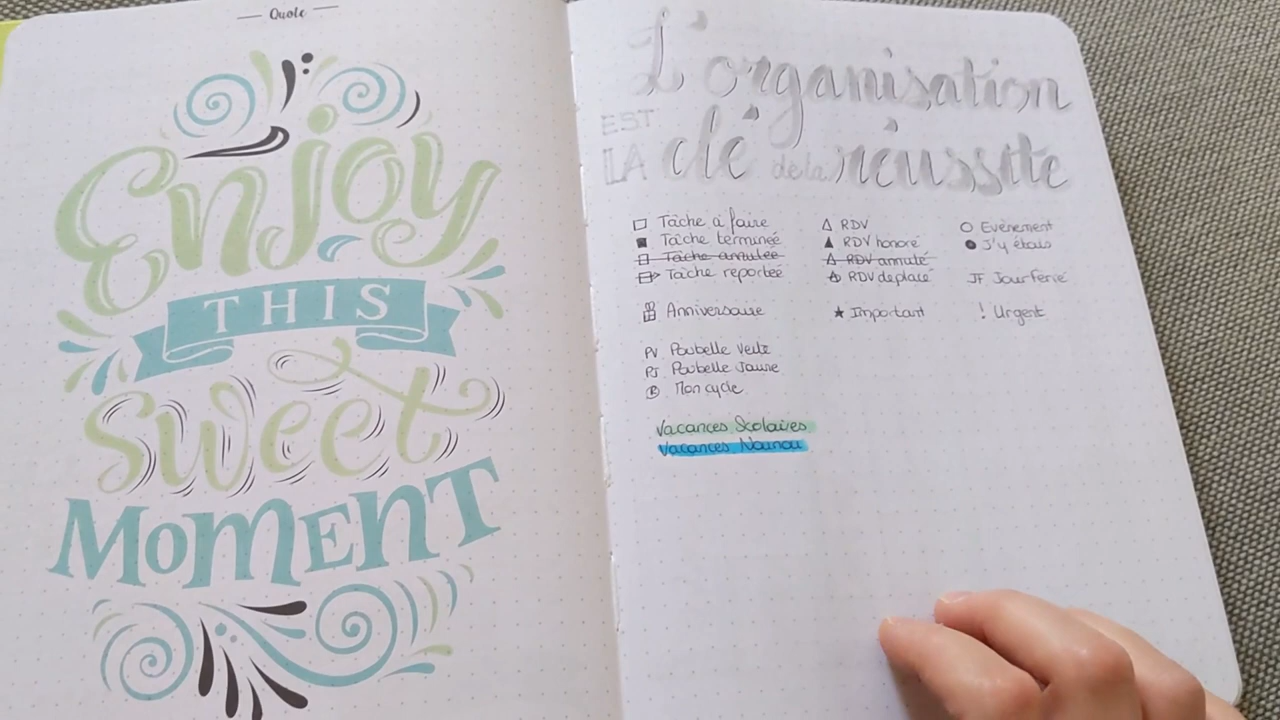 Quote
Enjoy
THIS
Sweet
MOMENT
L'organisation
EST
LA clé de la réussite
Tâche à faire
Tâche terminée
Tâche annulée
Tâche reportée
RDV
RDV honoré
RDV annulé
RDV déplacé
Evènement
J'y étais
JF Jour férié
Anniversaire
★ Important
! Urgent
PV Poubelle Verte
PJ Poubelle Jaune
R Mon cycle
Vacances Scolaires
Vacances Nounou